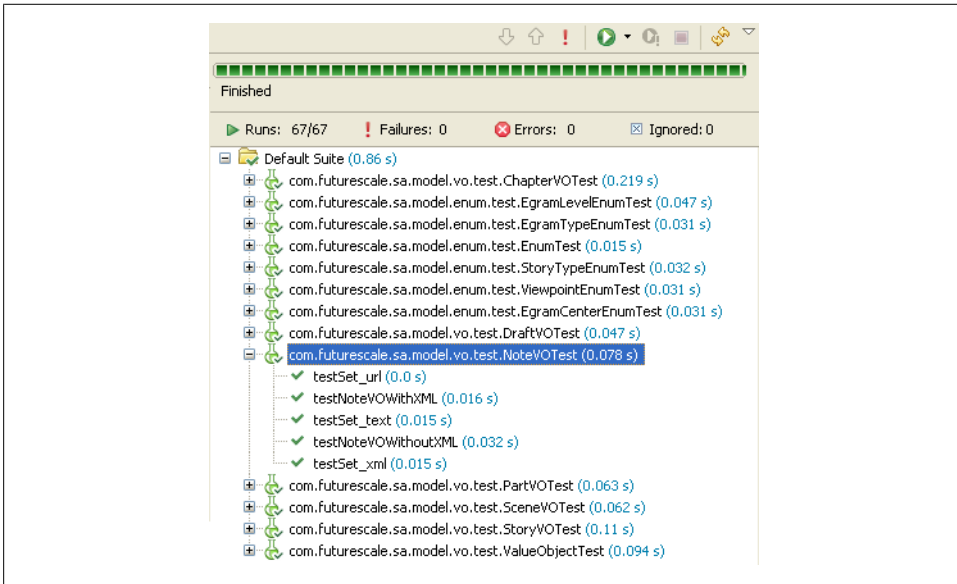 Finished
Runs: 67/67 Failures: 0 Errors: 0 Ignored: 0
Default Suite (0.86 s)
com.futurescale.sa.model.vo.test.ChapterVOTest (0.219 s)
com.futurescale.sa.model.enum.test.EgramLevelEnumTest (0.047 s)
com.futurescale.sa.model.enum.test.EgramTypeEnumTest (0.031 s)
com.futurescale.sa.model.enum.test.EnumTest (0.015 s)
com.futurescale.sa.model.enum.test.StoryTypeEnumTest (0.032 s)
com.futurescale.sa.model.enum.test.ViewpointEnumTest (0.031 s)
com.futurescale.sa.model.enum.test.EgramCenterEnumTest (0.031 s)
com.futurescale.sa.model.vo.test.DraftVOTest (0.047 s)
com.futurescale.sa.model.vo.test.NoteVOTest (0.078 s)
testSet_url (0.0 s)
testNoteVOWithXML (0.016 s)
testSet_text (0.015 s)
testNoteVOWithoutXML (0.032 s)
testSet_xml (0.015 s)
com.futurescale.sa.model.vo.test.PartVOTest (0.063 s)
com.futurescale.sa.model.vo.test.SceneVOTest (0.062 s)
com.futurescale.sa.model.vo.test.StoryVOTest (0.11 s)
com.futurescale.sa.model.vo.test.ValueObjectTest (0.094 s)